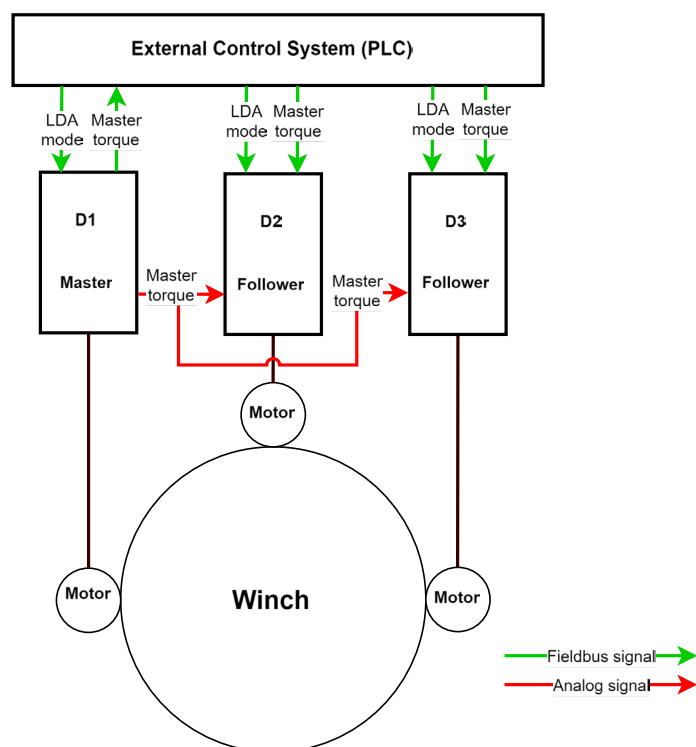 External Control System (PLC)
LDA
mode
Master
torque
LDA
mode
Master
torque
LDA
mode
Master
torque
D1
Master
D2
Follower
D3
Follower
Master
torque
Master
torque
Motor
Motor
Motor
Winch
Fieldbus signal
Analog signal